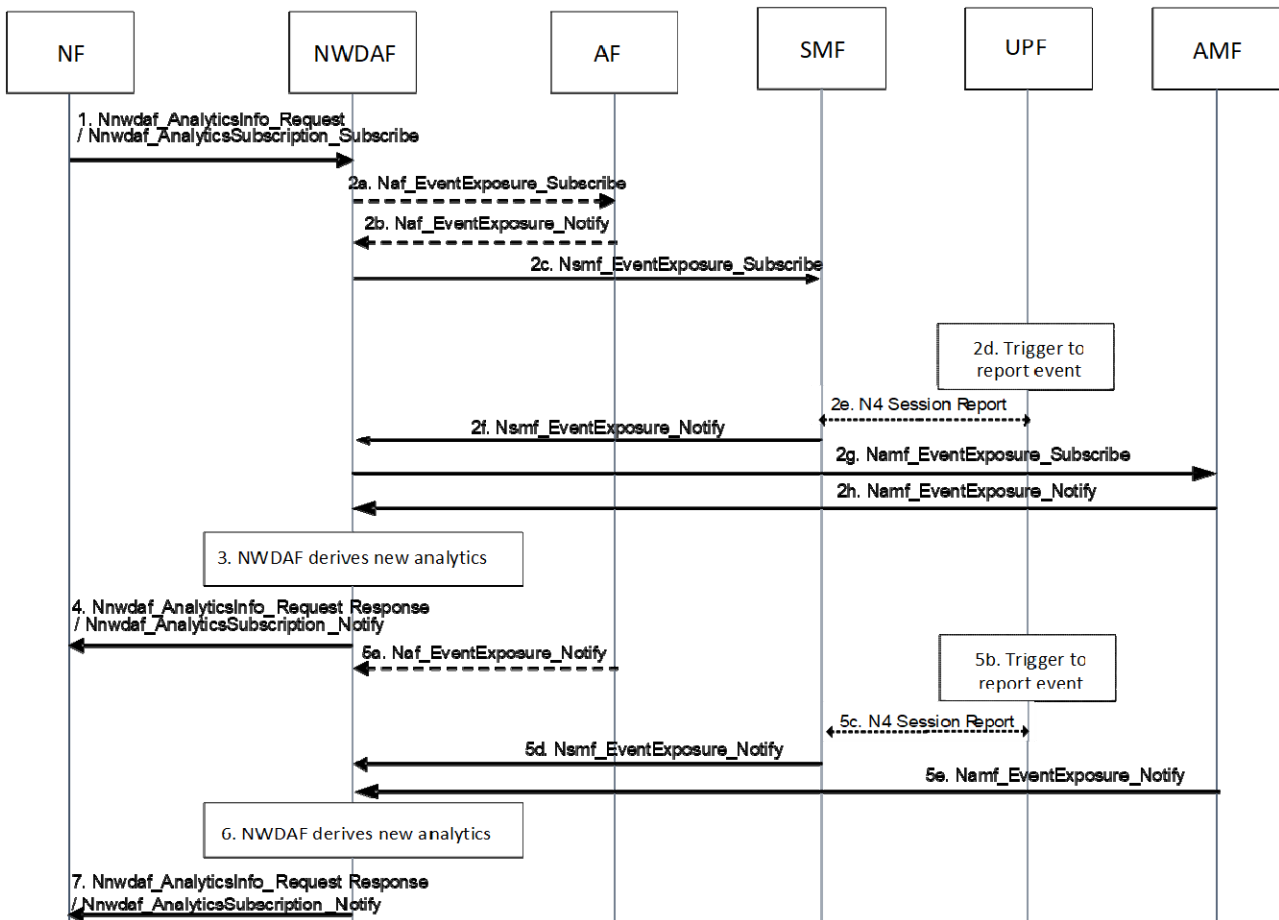 NF
NWDAF
AF
SMF
UPF
AMF
1. Nnwdaf_AnalyticsInfo_Request
/ Nnwdaf_AnalyticsSubscription_Subscribe
2a. Naf_EventExposure_Subscribe
2b. Naf_EventExposure_Notify
2c. Nsmf_EventExposure_Subscribe
2d. Trigger to
report event
2e. N4 Session Report
2f. Nsmf_EventExposure_Notify
2g. Namf_EventExposure_Subscribe
2h. Namf_EventExposure_Notify
3. NWDAF derives new analytics
4. Nnwdaf_AnalyticsInfo_Request Response
/ Nnwdaf_AnalyticsSubscription_Notify
5a. Naf_EventExposure_Notify
5b. Trigger to
report event
5c. N4 Session Report
5d. Nsmf_EventExposure_Notify
5e. Namf_EventExposure_Notify
6. NWDAF derives new analytics
7. Nnwdaf_AnalyticsInfo_Request Response
/ Nnwdaf_AnalyticsSubscription_Notify